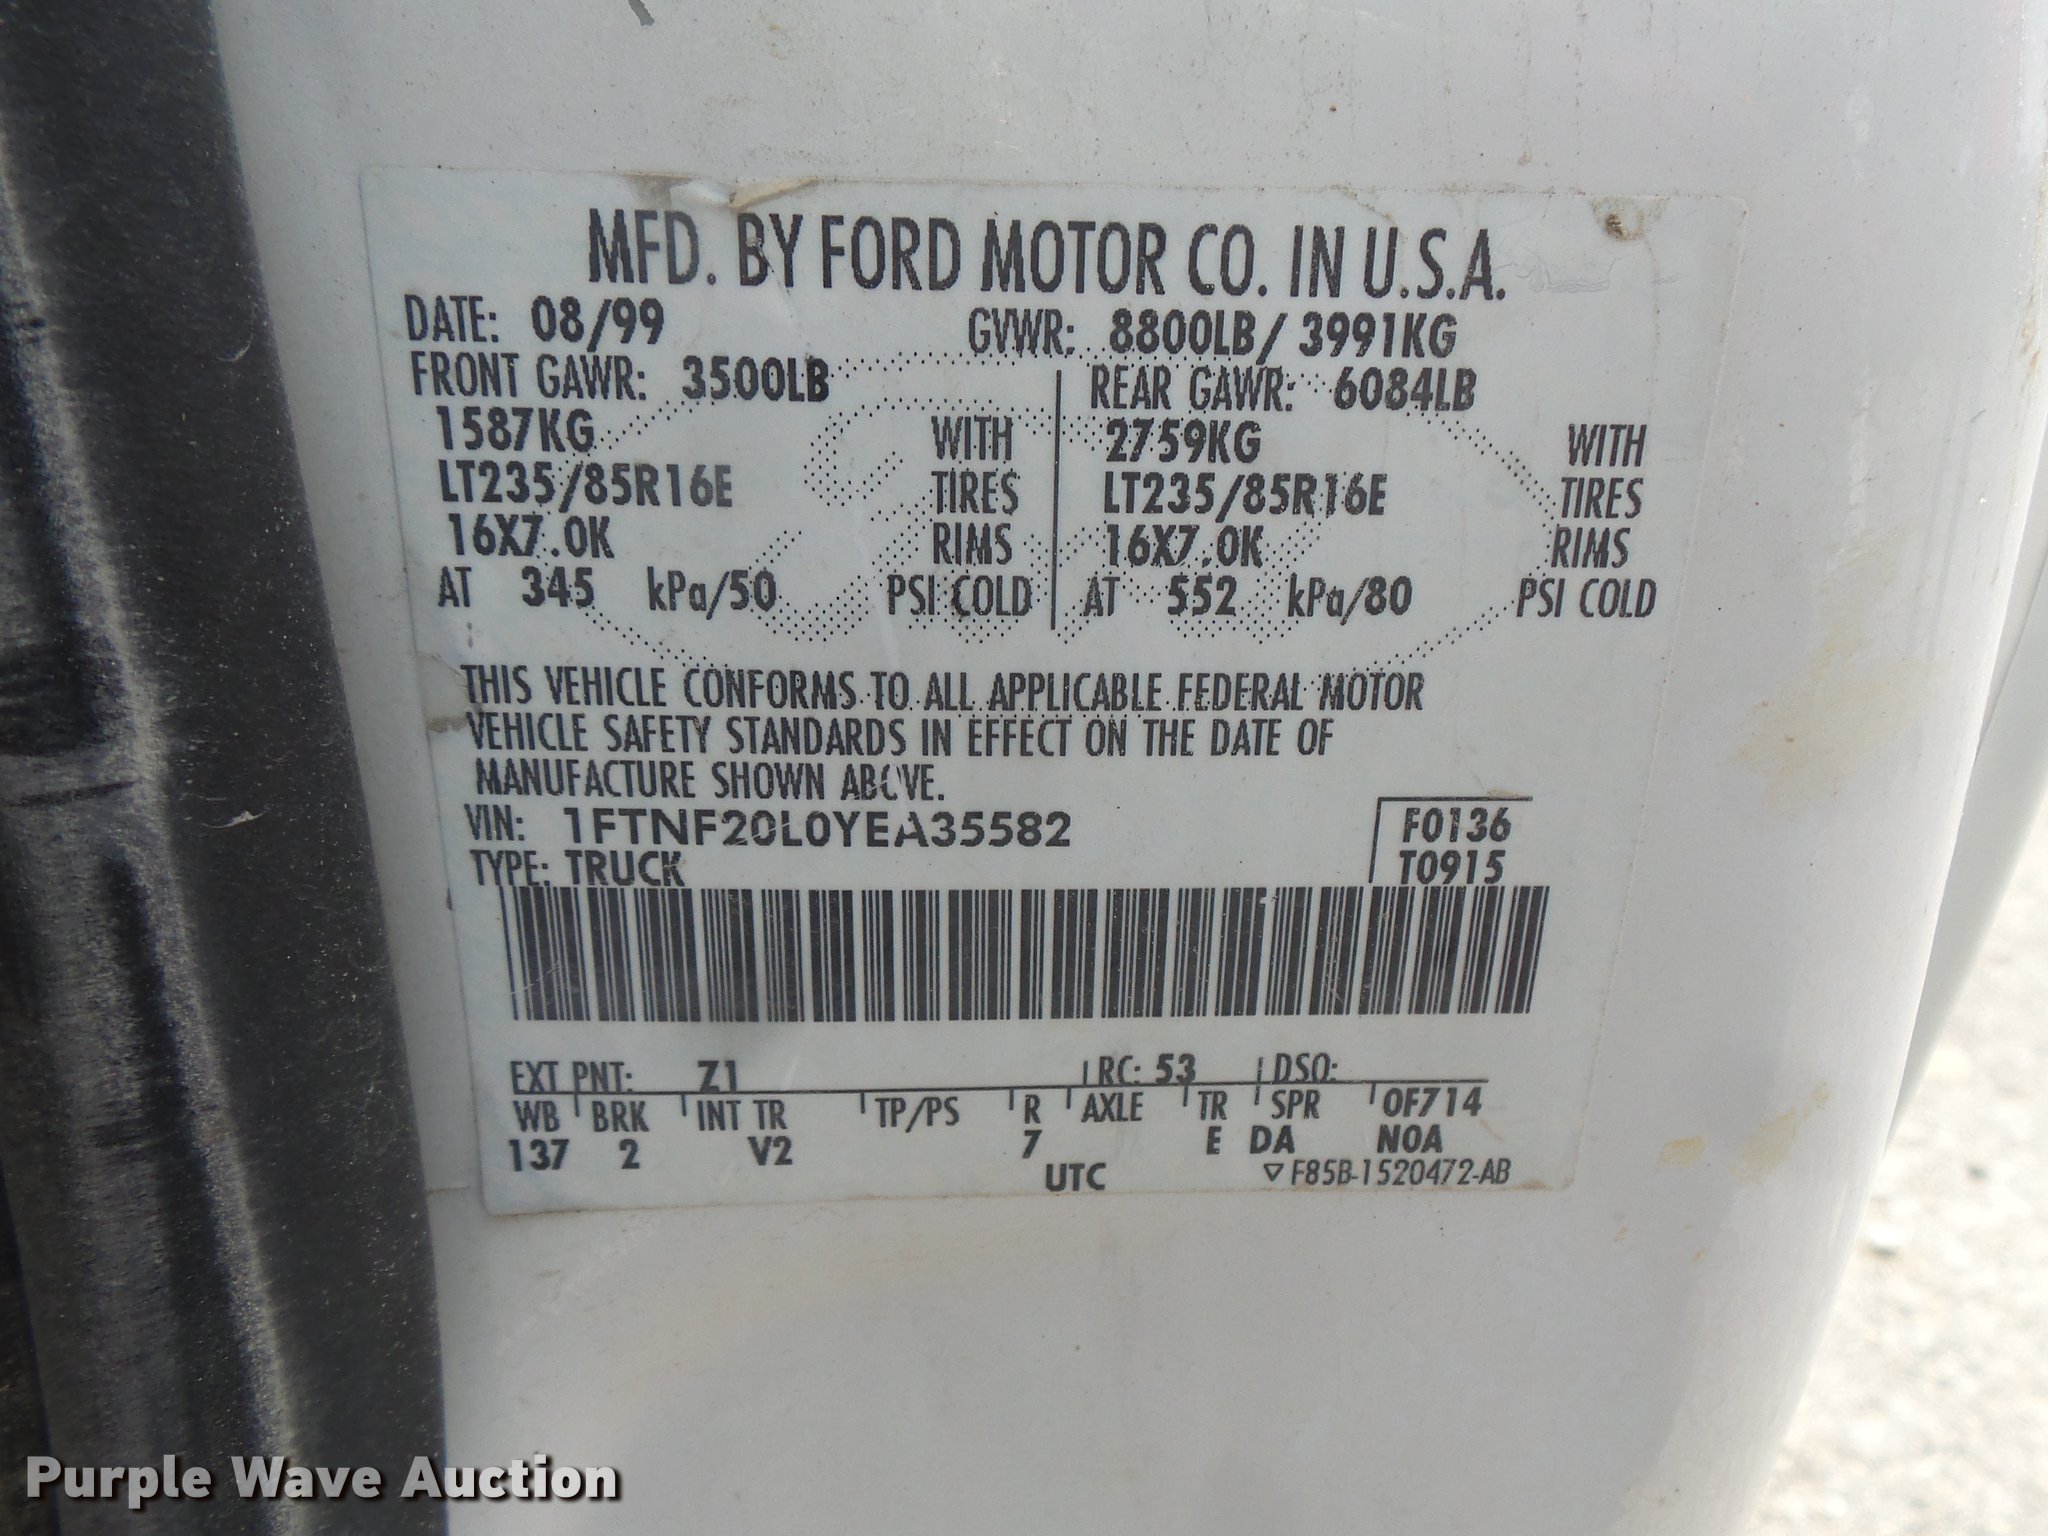 MFD. BY FORD MOTOR CO. IN U.S.A.
DATE: 08/99 GVWR: 8800LB/ 3991KG
FRONT GAWR: 3500LB REAR GAWR: 6084LB
1587KG WITH 2759KG WITH
LT235/85R16E TIRES LT235/85R16E TIRES
16X7.0K RIMS 16X7.0K RIMS
AT 345 kPa/50 PSI COLD AT 552 kPa/80 PSI COLD
THIS VEHICLE CONFORMS TO ALL APPLICABLE FEDERAL MOTOR
VEHICLE SAFETY STANDARDS IN EFFECT ON THE DATE OF
MANUFACTURE SHOWN ABOVE.
VIN: 1FTNF20L0YEA35582 F0136
TYPE: TRUCK T0915
EXT PNT: Z1 RC: 53 DSO:
WB BRK INT TR TP/PS R AXLE TR SPR 0F714
137 2 V2 7 E DA N0A
UTC ▽ F85B-1520472-AB
Purple Wave Auction